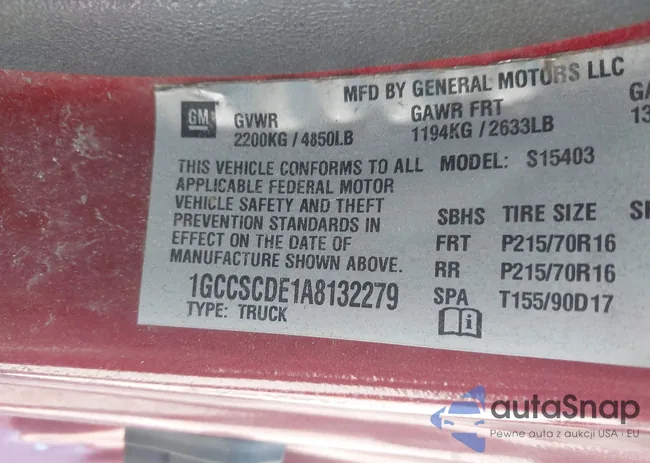 MFD BY GENERAL MOTORS LLC
GM GVWR GAWR FRT GA
2200KG / 4850LB 1194KG / 2633LB 13
THIS VEHICLE CONFORMS TO ALL MODEL: S15403
APPLICABLE FEDERAL MOTOR
VEHICLE SAFETY AND THEFT SBHS TIRE SIZE
PREVENTION STANDARDS IN FRT P215/70R16
EFFECT ON THE DATE OF RR P215/70R16
MANUFACTURE SHOWN ABOVE.
1GCCSCDE1A8132279 SPA T155/90D17
TYPE: TRUCK
autoSnap
Pewne auta z aukcji USA i EU